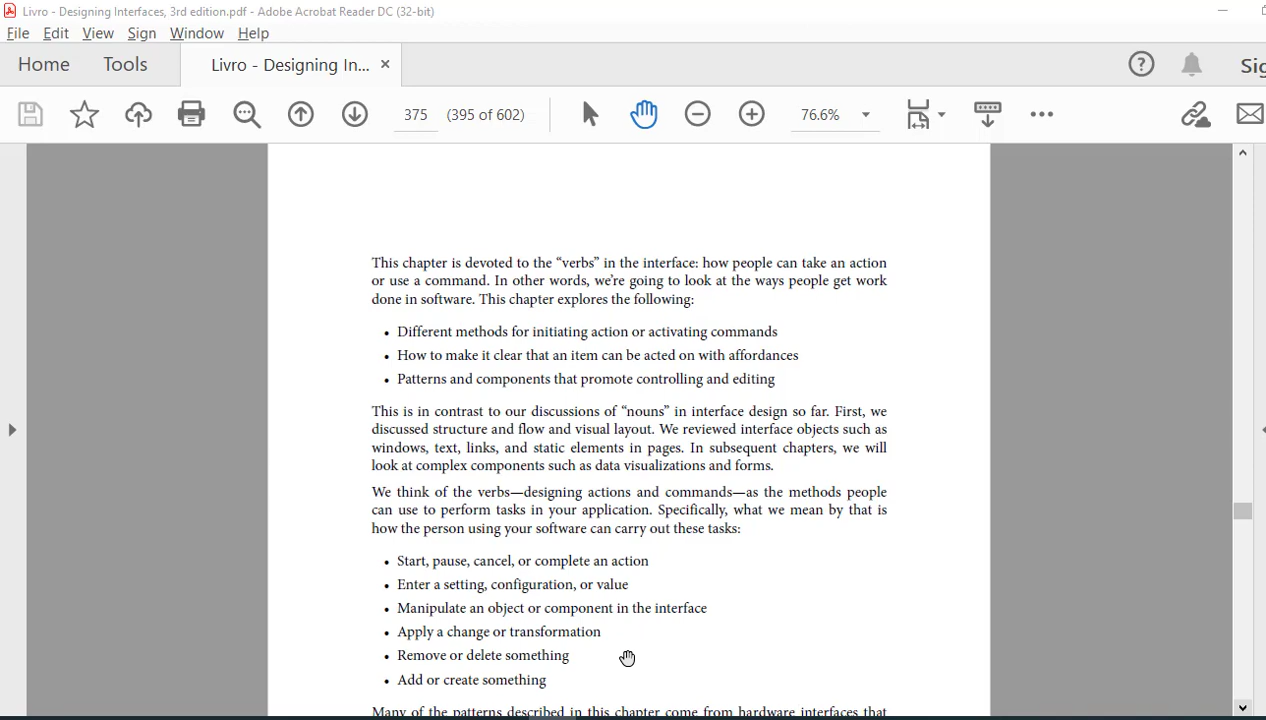 Livro - Designing Interfaces, 3rd edition.pdf - Adobe Acrobat Reader DC (32-bit)
File Edit View Sign Window Help
Home Tools Livro - Designing In... ×
375 (395 of 602) 76.6%
This chapter is devoted to the “verbs” in the interface: how people can take an action
or use a command. In other words, we’re going to look at the ways people get work
done in software. This chapter explores the following:
• Different methods for initiating action or activating commands
• How to make it clear that an item can be acted on with affordances
• Patterns and components that promote controlling and editing
This is in contrast to our discussions of “nouns” in interface design so far. First, we
discussed structure and flow and visual layout. We reviewed interface objects such as
windows, text, links, and static elements in pages. In subsequent chapters, we will
look at complex components such as data visualizations and forms.
We think of the verbs—designing actions and commands—as the methods people
can use to perform tasks in your application. Specifically, what we mean by that is
how the person using your software can carry out these tasks:
• Start, pause, cancel, or complete an action
• Enter a setting, configuration, or value
• Manipulate an object or component in the interface
• Apply a change or transformation
• Remove or delete something
• Add or create something
Many of the patterns described in this chapter come from hardware interfaces that